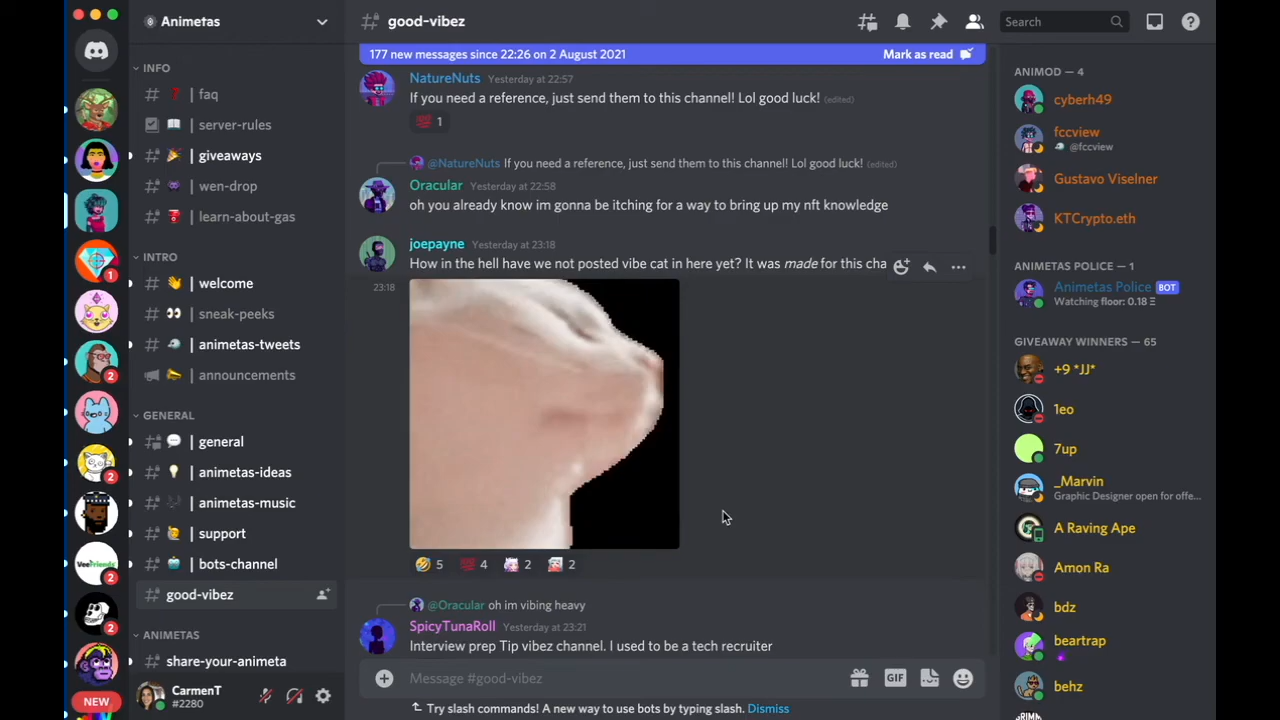 Animetas
INFO
| faq
| server-rules
| giveaways
| wen-drop
| learn-about-gas
INTRO
| welcome
| sneak-peeks
| animetas-tweets
| announcements
GENERAL
| general
| animetas-ideas
| animetas-music
| support
| bots-channel
good-vibez
ANIMETAS
share-your-animeta
CarmenT
#2280
1
2
2
VeeFriends
2
2
NEW
good-vibez
Search
177 new messages since 22:26 on 2 August 2021
Mark as read
NatureNuts Yesterday at 22:57
If you need a reference, just send them to this channel! Lol good luck! (edited)
1
@NatureNuts If you need a reference, just send them to this channel! Lol good luck! (edited)
Oracular Yesterday at 22:58
oh you already know im gonna be itching for a way to bring up my nft knowledge
joepayne Yesterday at 23:18
How in the hell have we not posted vibe cat in here yet? It was made for this cha
23:18
5 4 2 2
@Oracular oh im vibing heavy
SpicyTunaRoll Yesterday at 23:21
Interview prep Tip vibez channel. I used to be a tech recruiter
Message #good-vibez
GIF
Try slash commands! A new way to use bots by typing slash. Dismiss
ANIMOD — 4
cyberh49
fccview
@fccview
Gustavo Viselner
KTCrypto.eth
ANIMETAS POLICE — 1
Animetas Police BOT
Watching floor: 0.18 Ξ
GIVEAWAY WINNERS — 65
+9 *JJ*
1eo
7up
_Marvin
Graphic Designer open for offe...
A Raving Ape
Amon Ra
bdz
beartrap
behz